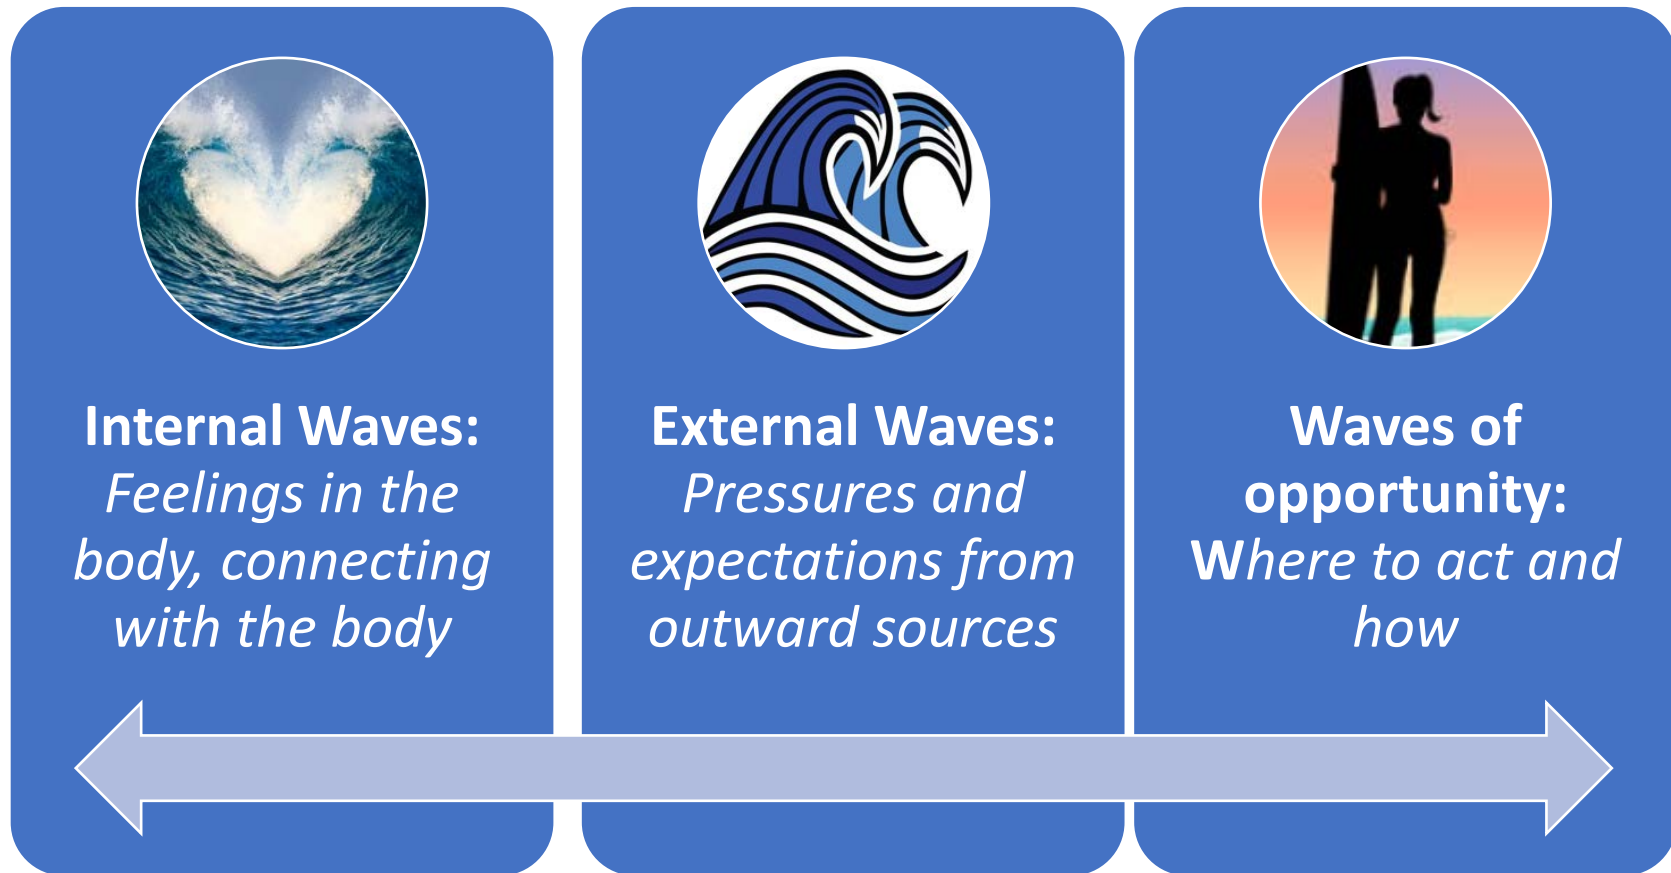 Internal Waves:
Feelings in the
body, connecting
with the body
External Waves:
Pressures and
expectations from
outward sources
Waves of
opportunity:
Where to act and
how